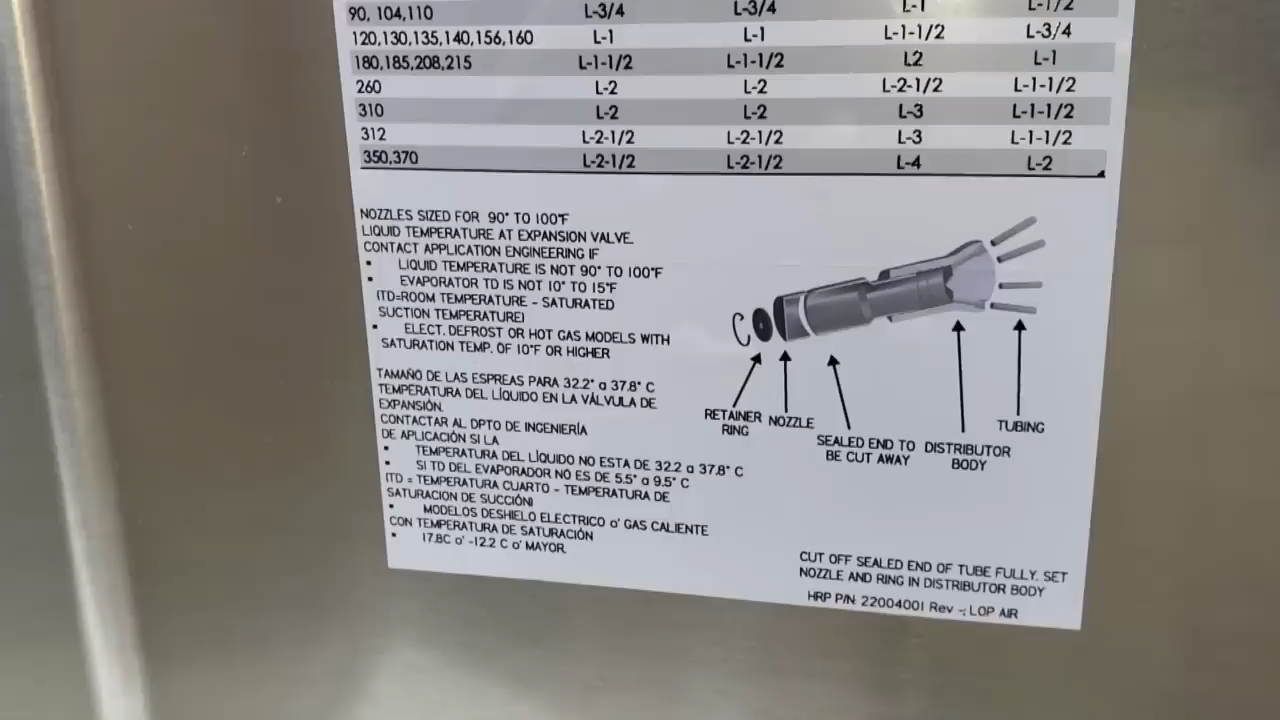 90, 104,110 L-3/4 L-3/4 L-1 L-1/2
120,130,135,140,156,160 L-1 L-1 L-1-1/2 L-3/4
180,185,208,215 L-1-1/2 L-1-1/2 L2 L-1
260 L-2 L-2 L-2-1/2 L-1-1/2
310 L-2 L-2 L-3 L-1-1/2
312 L-2-1/2 L-2-1/2 L-3 L-1-1/2
350,370 L-2-1/2 L-2-1/2 L-4 L-2
NOZZLES SIZED FOR 90° TO 100°F
LIQUID TEMPERATURE AT EXPANSION VALVE.
CONTACT APPLICATION ENGINEERING IF
▪ LIQUID TEMPERATURE IS NOT 90° TO 100°F
▪ EVAPORATOR TD IS NOT 10° TO 15°F
(TD=ROOM TEMPERATURE - SATURATED
SUCTION TEMPERATURE)
▪ ELECT. DEFROST OR HOT GAS MODELS WITH
SATURATION TEMP. OF 10°F OR HIGHER
TAMAÑO DE LAS ESPREAS PARA 32.2° a 37.8° C
TEMPERATURA DEL LÍQUIDO EN LA VÁLVULA DE
EXPANSIÓN.
CONTACTAR AL DPTO DE INGENIERÍA
DE APLICACIÓN SI LA
▪ TEMPERATURA DEL LÍQUIDO NO ESTA DE 32.2 a 37.8° C
▪ SI TD DEL EVAPORADOR NO ES DE 5.5° a 9.5° C
(TD = TEMPERATURA CUARTO - TEMPERATURA DE
SATURACION DE SUCCIÓN)
▪ MODELOS DESHIELO ELECTRICO o' GAS CALIENTE
CON TEMPERATURA DE SATURACIÓN
▪ 17.8C o' -12.2 C o' MAYOR.
RETAINER
RING
NOZZLE
SEALED END TO
BE CUT AWAY
DISTRIBUTOR
BODY
TUBING
CUT OFF SEALED END OF TUBE FULLY. SET
NOZZLE AND RING IN DISTRIBUTOR BODY
HRP P/N: 22004001 Rev -; LOP AIR